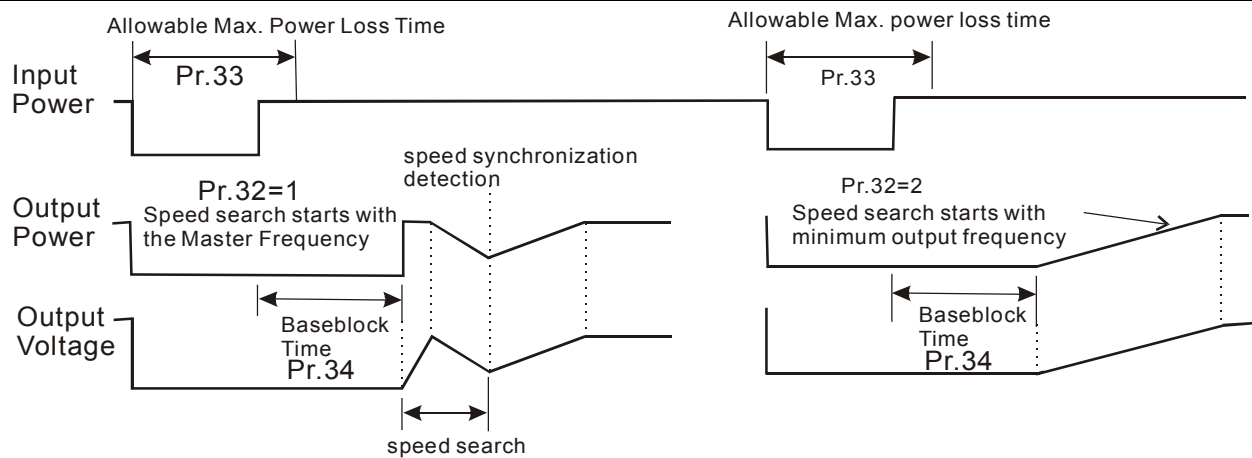 Allowable Max. Power Loss Time
Allowable Max. power loss time
Input
Power
Pr.33
Pr.33
speed synchronization
detection
Output
Power
Pr.32=1
Speed search starts with
the Master Frequency
Pr.32=2
Speed search starts with
minimum output frequency
Output
Voltage
Baseblock
Time
Pr.34
Baseblock
Time
Pr.34
speed search